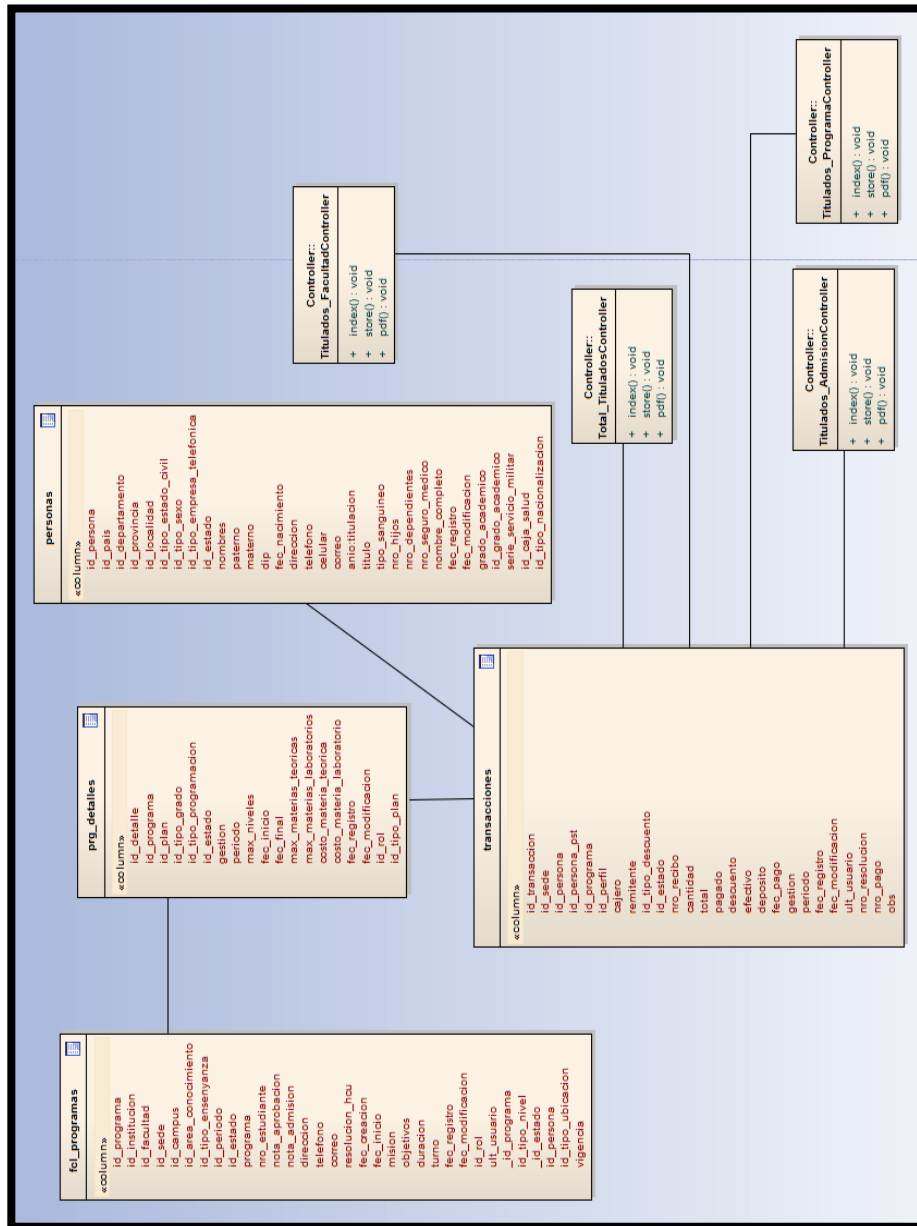 fcl_programas
«column»
id_programa
id_institucion
id_facultad
id_sede
id_campus
id_area_conocimiento
id_tipo_ensenyanza
id_periodo
id_estado
programa
nro_estudiante
nota_aprobacion
nota_admision
direccion
telefono
correo
resolucion_hcu
fec_creacion
fec_inicio
mision
objetivos
duracion
turno
fec_registro
fec_modificacion
id_rol
ult_usuario
_id_programa
id_tipo_nivel
_id_estado
id_persona
id_tipo_ubicacion
vigencia
prg_detalles
«column»
id_detalle
id_programa
id_plan
id_tipo_grado
id_tipo_programacion
id_estado
gestion
periodo
max_niveles
fec_inicio
fec_final
max_materias_teoricas
max_materias_laboratorios
costo_materia_teorica
costo_materia_laboratorio
fec_registro
fec_modificacion
id_rol
id_tipo_plan
personas
«column»
id_persona
id_pais
id_departamento
id_provincia
id_localidad
id_tipo_estado_civil
id_tipo_sexo
id_tipo_empresa_telefonica
id_estado
nombres
paterno
materno
dip
fec_nacimiento
direccion
telefono
celular
correo
anio:titulacion
titulo
tipo_sanguineo
nro_hijos
nro_dependientes
nro_seguro_medico
nombre_completo
fec_registro
fec_modificacion
grado_academico
id_grado_academico
serie_servicio_militar
id_caja_salud
id_tipo_nacionalizacion
Controller::
Titulados_FacultadController
+ index() : void
+ store() : void
+ pdf() : void
transacciones
«column»
id_transaccion
id_sede
id_persona
id_persona_pst
id_programa
id_perfil
cajero
remitente
id_tipo_descuento
id_estado
nro_recibo
cantidad
total
pagado
descuento
efectivo
deposito
fec_pago
gestion
periodo
fec_registro
fec_modificacion
ult_usuario
nro_resolucion
nro_pago
obs
Controller::
Total_TituladosController
+ index() : void
+ store() : void
+ pdf() : void
Controller::
Titulados_AdmisionController
+ index() : void
+ store() : void
+ pdf() : void
Controller::
Titulados_ProgramaController
+ index() : void
+ store() : void
+ pdf() : void